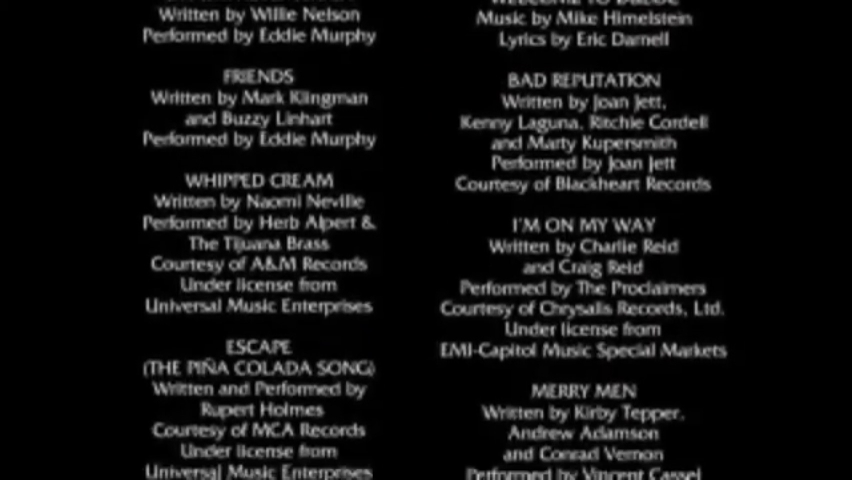 Written by Willie Nelson
Performed by Eddie Murphy
FRIENDS
Written by Mark Klingman
and Buzzy Linhart
Performed by Eddie Murphy
WHIPPED CREAM
Written by Naomi Neville
Performed by Herb Alpert &
The Tijuana Brass
Courtesy of A&M Records
Under license from
Universal Music Enterprises
ESCAPE
(THE PIÑA COLADA SONG)
Written and Performed by
Rupert Holmes
Courtesy of MCA Records
Under license from
Universal Music Enterprises
Music by Mike Himelstein
Lyrics by Eric Darnell
BAD REPUTATION
Written by Joan Jett,
Kenny Laguna, Ritchie Cordell
and Marty Kupersmith
Performed by Joan Jett
Courtesy of Blackheart Records
I'M ON MY WAY
Written by Charlie Reid
and Craig Reid
Performed by The Proclaimers
Courtesy of Chrysalis Records, Ltd.
Under license from
EMI-Capitol Music Special Markets
MERRY MEN
Written by Kirby Tepper,
Andrew Adamson
and Conrad Vernon
Performed by Vincent Cassel